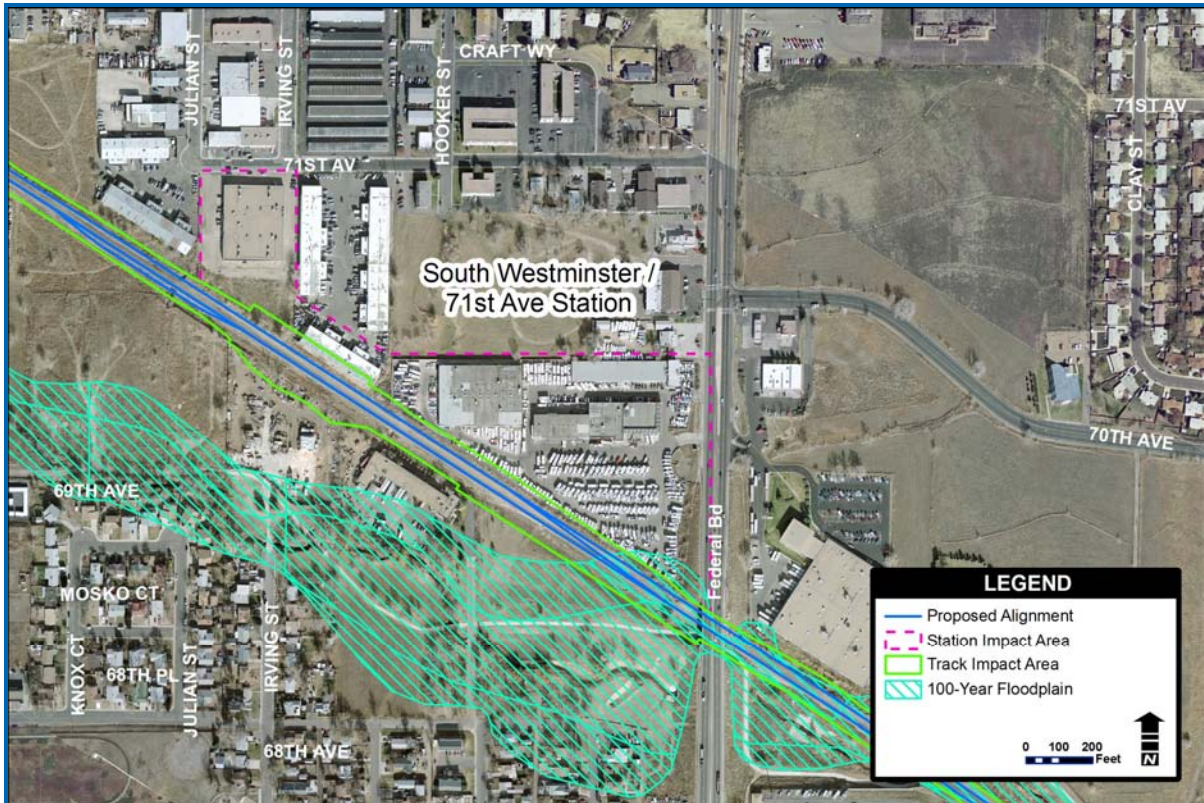 CRAFT WY
JULIAN ST
IRVING ST
HOOKER ST
71ST AV
71ST AV
CLAY ST
South Westminster /
71st Ave Station
70TH AVE
69TH AVE
Federal Bd
MOSKO CT
KNOX CT
68TH PL
JULIAN ST
IRVING ST
68TH AVE
LEGEND
Proposed Alignment
Station Impact Area
Track Impact Area
100-Year Floodplain
0 100 200
Feet
N